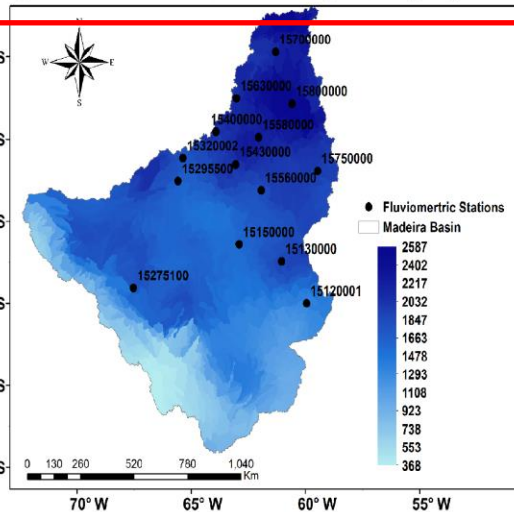 N
W
E
S
15700000
15630000
15800000
15400000
15580000
15320002
15430000
15750000
15295500
15560000
15150000
15130000
15275100
15120001
Fluviomertric Stations
Madeira Basin
2587
2402
2217
2032
1847
1663
1478
1293
1108
923
738
553
368
0 130 260 520 780 1,040
Km
S
S
S
S
S
S
70° W 65° W 60° W 55° W